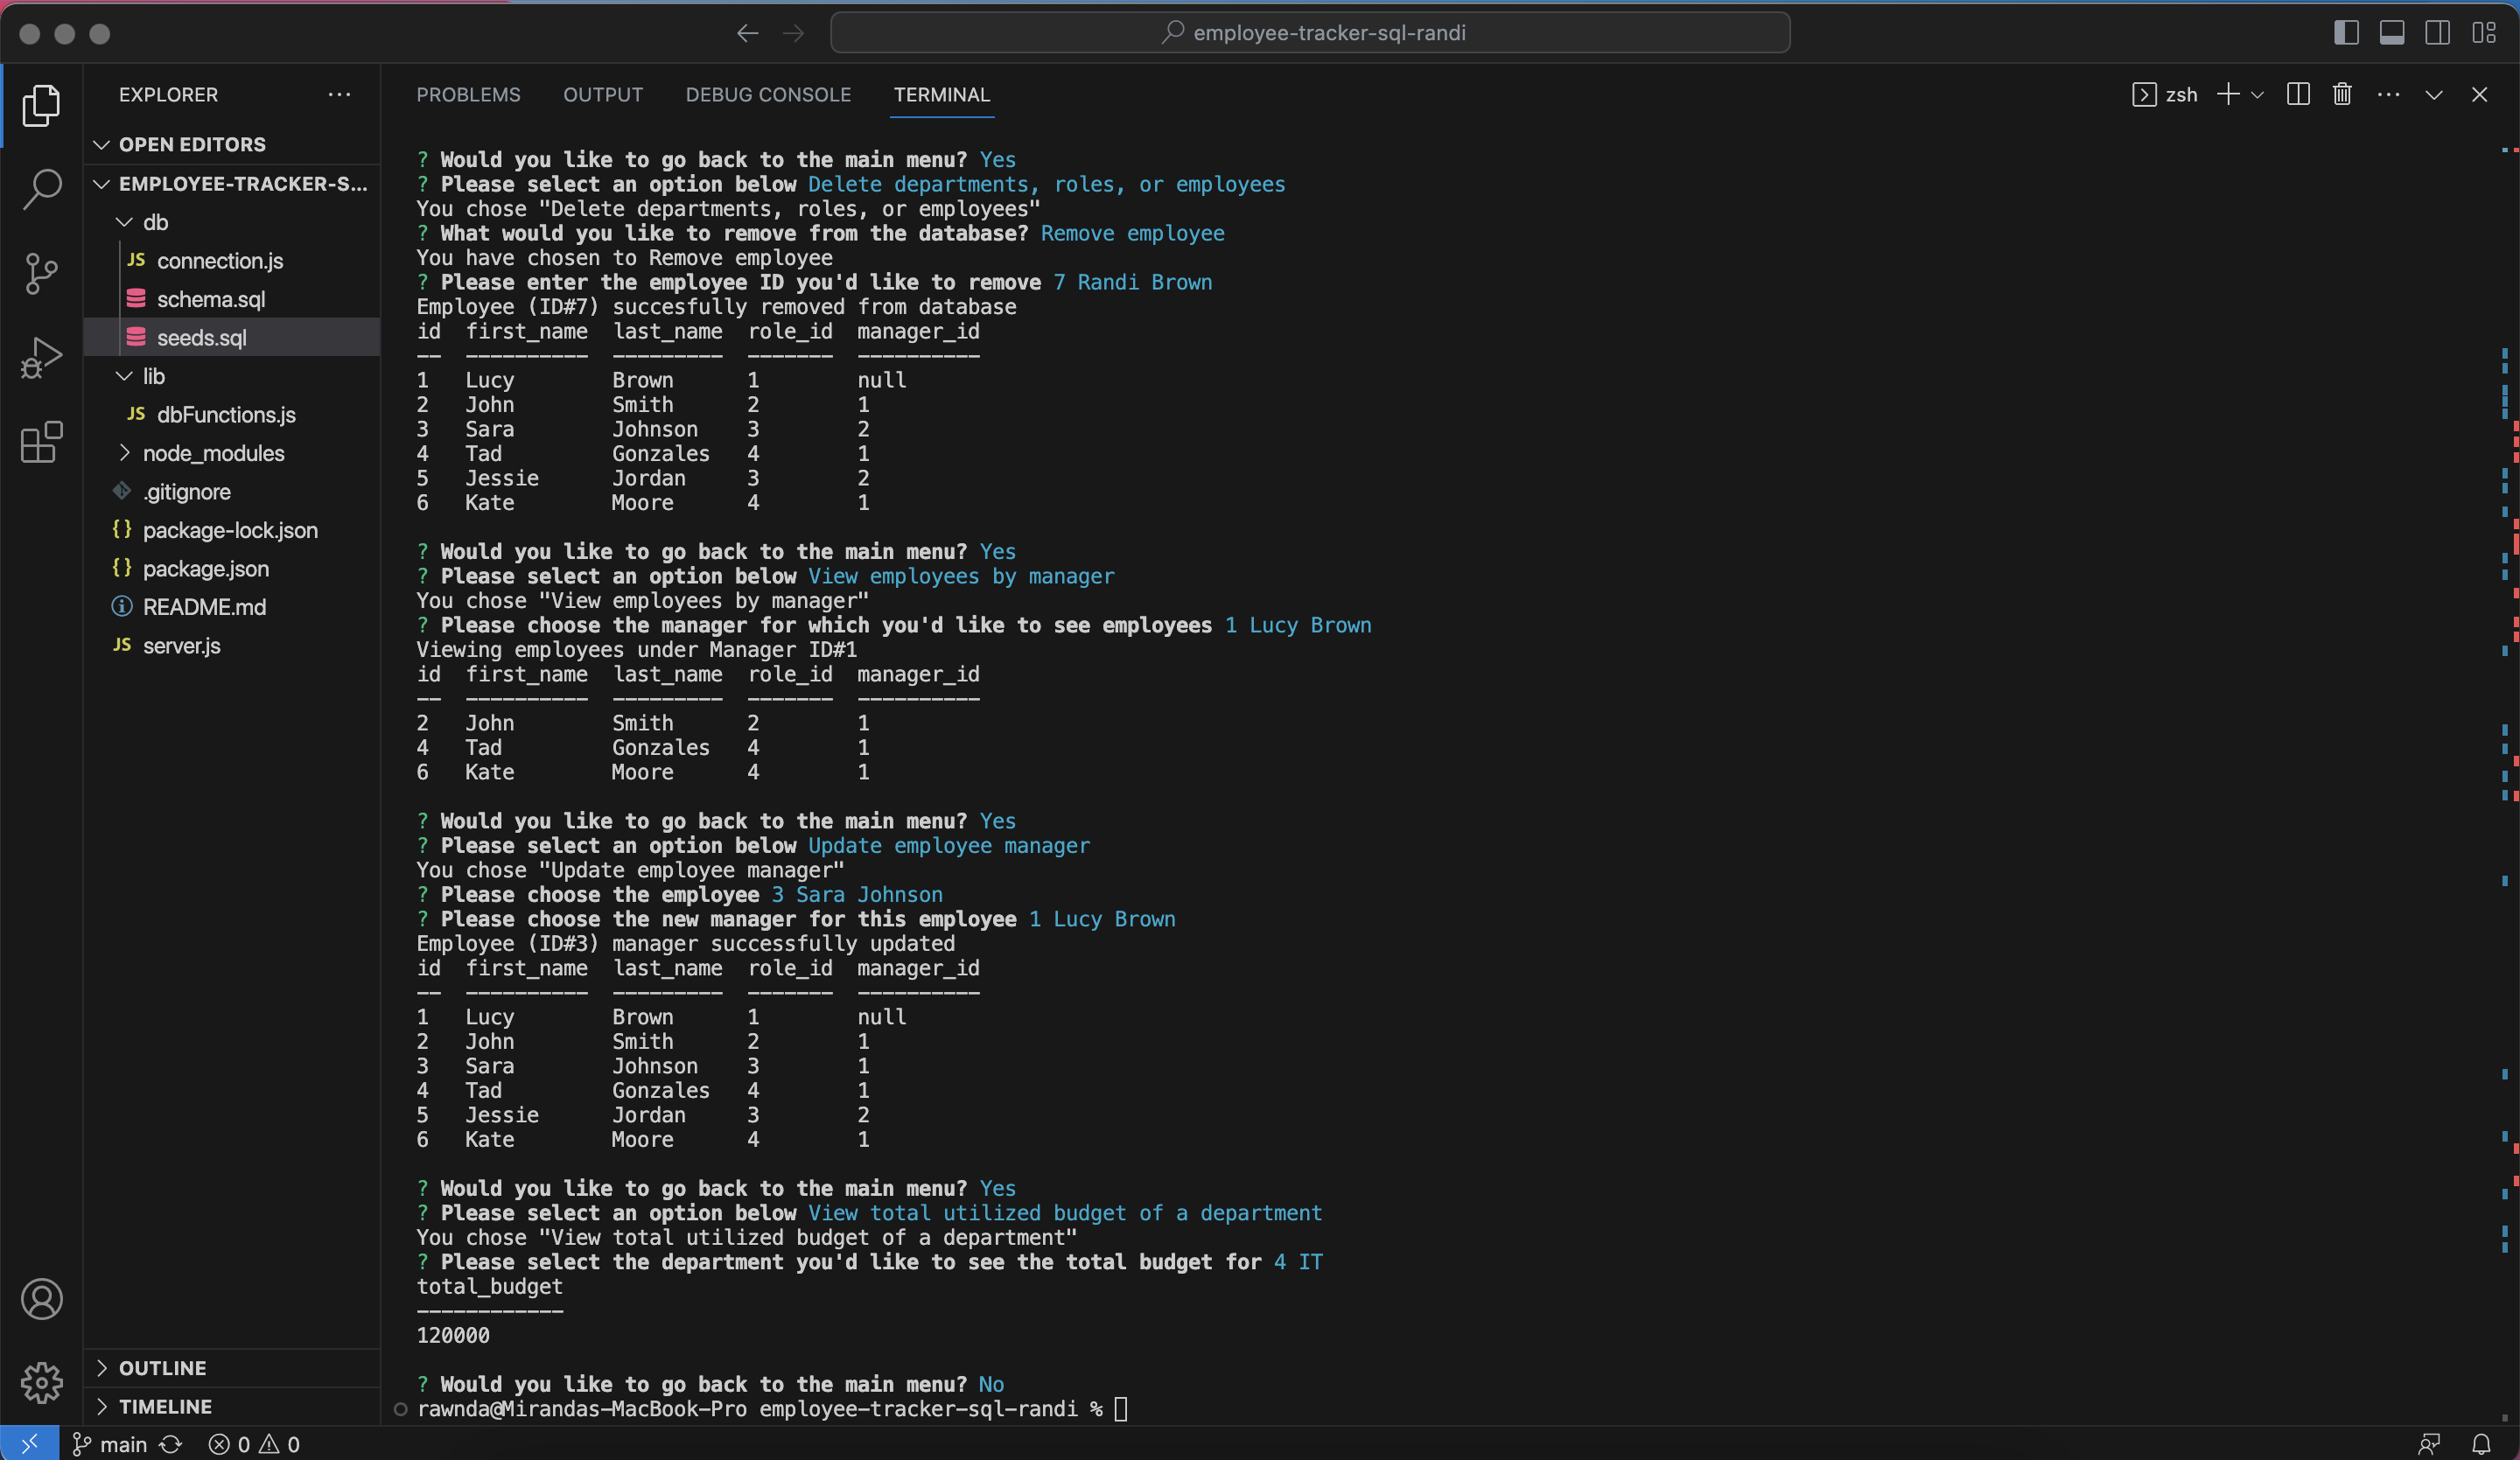 employee-tracker-sql-randi
EXPLORER
OPEN EDITORS
EMPLOYEE-TRACKER-S...
db
JS connection.js
schema.sql
seeds.sql
lib
JS dbFunctions.js
node_modules
.gitignore
{} package-lock.json
{} package.json
README.md
JS server.js
OUTLINE
TIMELINE
PROBLEMS OUTPUT DEBUG CONSOLE TERMINAL
zsh
? Would you like to go back to the main menu? Yes
? Please select an option below Delete departments, roles, or employees
You chose "Delete departments, roles, or employees"
? What would you like to remove from the database? Remove employee
You have chosen to Remove employee
? Please enter the employee ID you'd like to remove 7 Randi Brown
Employee (ID#7) succesfully removed from database
id first_name last_name role_id manager_id
-- ---------- --------- ------- ----------
1 Lucy Brown 1 null
2 John Smith 2 1
3 Sara Johnson 3 2
4 Tad Gonzales 4 1
5 Jessie Jordan 3 2
6 Kate Moore 4 1
? Would you like to go back to the main menu? Yes
? Please select an option below View employees by manager
You chose "View employees by manager"
? Please choose the manager for which you'd like to see employees 1 Lucy Brown
Viewing employees under Manager ID#1
id first_name last_name role_id manager_id
-- ---------- --------- ------- ----------
2 John Smith 2 1
4 Tad Gonzales 4 1
6 Kate Moore 4 1
? Would you like to go back to the main menu? Yes
? Please select an option below Update employee manager
You chose "Update employee manager"
? Please choose the employee 3 Sara Johnson
? Please choose the new manager for this employee 1 Lucy Brown
Employee (ID#3) manager successfully updated
id first_name last_name role_id manager_id
-- ---------- --------- ------- ----------
1 Lucy Brown 1 null
2 John Smith 2 1
3 Sara Johnson 3 1
4 Tad Gonzales 4 1
5 Jessie Jordan 3 2
6 Kate Moore 4 1
? Would you like to go back to the main menu? Yes
? Please select an option below View total utilized budget of a department
You chose "View total utilized budget of a department"
? Please select the department you'd like to see the total budget for 4 IT
total_budget
------------
120000
? Would you like to go back to the main menu? No
rawnda@Mirandas-MacBook-Pro employee-tracker-sql-randi %
main 0 0